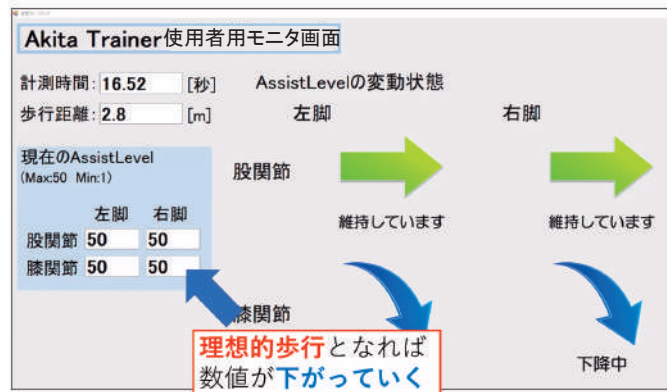 Akita Trainer使用者用モニタ画面
計測時間: 16.52 [秒] AssistLevelの変動状態
歩行距離: 2.8 [m] 左脚 右脚
現在のAssistLevel
(Max:50 Min:1)
股関節
左脚 右脚
維持しています 維持しています
股関節 50 50
膝関節 50 50
膝関節
理想的歩行となれば
数値が下がっていく
下降中